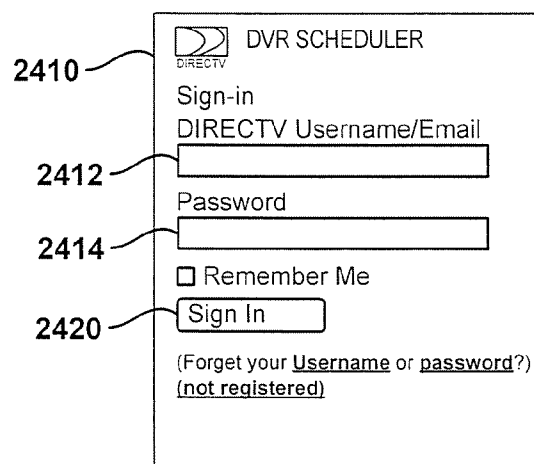 DVR SCHEDULER
2410
DIRECTV
Sign-in
DIRECTV Username/Email
2412
Password
2414
Remember Me
2420
Sign In
(Forget your Username or password?)
(not registered)